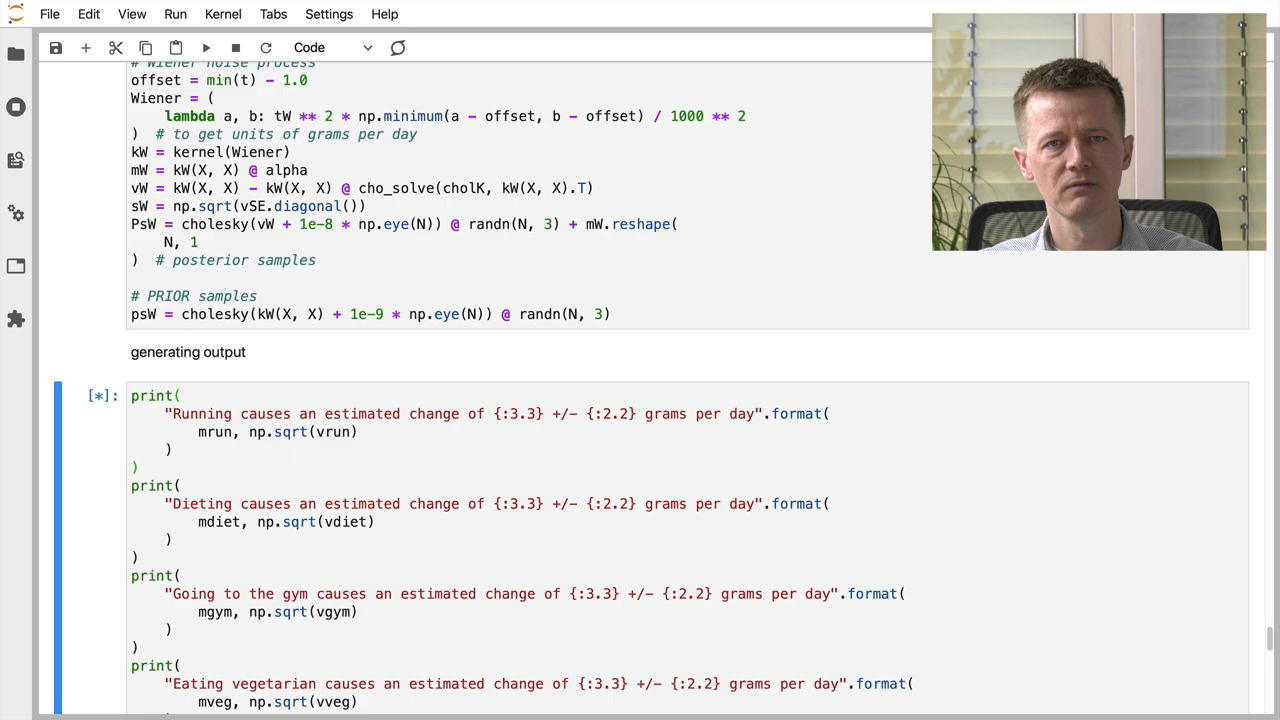 File Edit View Run Kernel Tabs Settings Help
Code
# Wiener noise process
offset = min(t) - 1.0
Wiener = (
lambda a, b: tW ** 2 * np.minimum(a - offset, b - offset) / 1000 ** 2
) # to get units of grams per day
kW = kernel(Wiener)
mW = kW(X, X) @ alpha
vW = kW(X, X) - kW(X, X) @ cho_solve(cholK, kW(X, X).T)
sW = np.sqrt(vSE.diagonal())
PsW = cholesky(vW + 1e-8 * np.eye(N)) @ randn(N, 3) + mW.reshape(
N, 1
) # posterior samples
# PRIOR samples
psW = cholesky(kW(X, X) + 1e-9 * np.eye(N)) @ randn(N, 3)
generating output
[*]: print(
"Running causes an estimated change of {:3.3} +/- {:2.2} grams per day".format(
mrun, np.sqrt(vrun)
)
)
print(
"Dieting causes an estimated change of {:3.3} +/- {:2.2} grams per day".format(
mdiet, np.sqrt(vdiet)
)
)
print(
"Going to the gym causes an estimated change of {:3.3} +/- {:2.2} grams per day".format(
mgym, np.sqrt(vgym)
)
)
print(
"Eating vegetarian causes an estimated change of {:3.3} +/- {:2.2} grams per day".format(
mveg, np.sqrt(vveg)